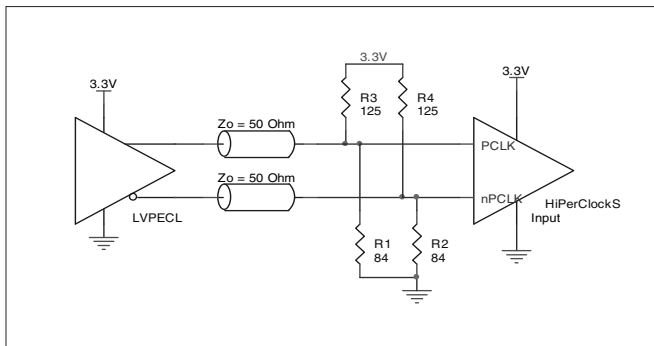 3.3V
3.3V
3.3V
R3
125
R4
125
Zo = 50 Ohm
PCLK
Zo = 50 Ohm
nPCLK
HiPerClockS
Input
LVPECL
R1
84
R2
84